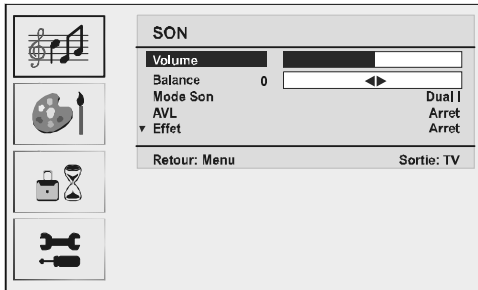 SON
Volume
Balance 0
Mode Son Dual I
AVL Arret
Effet Arret
Retour: Menu Sortie: TV